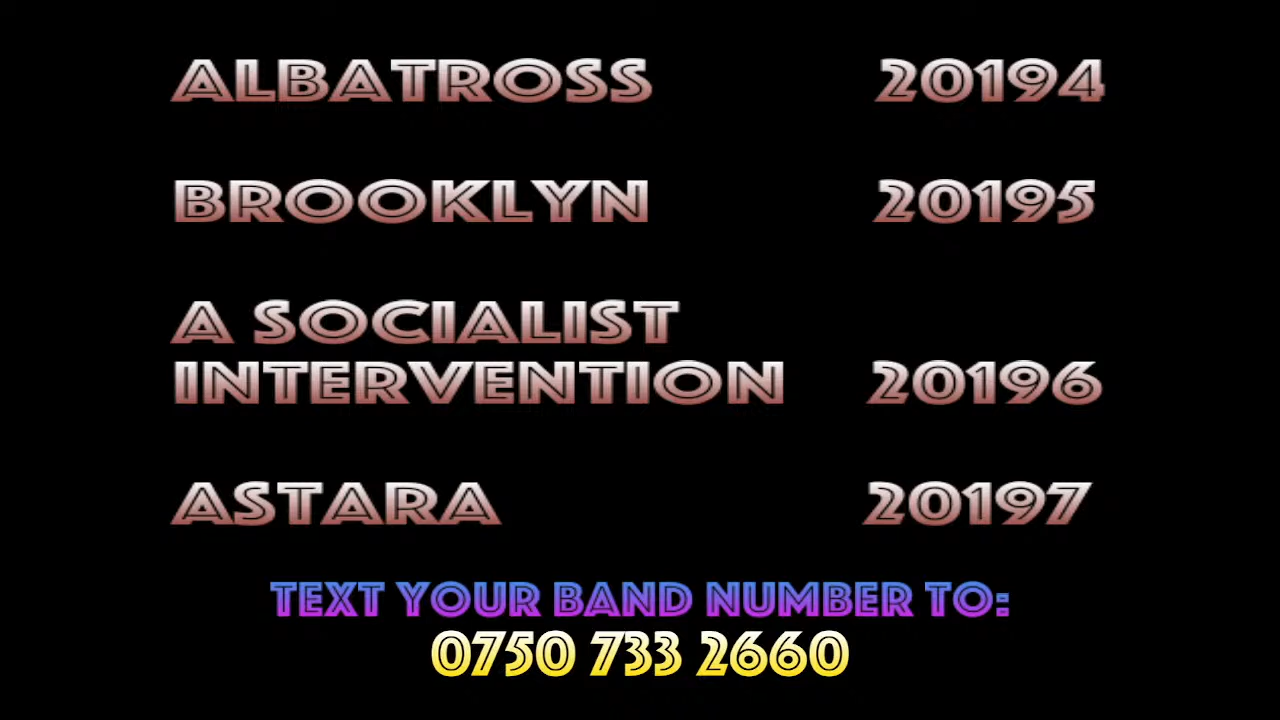 ALBATROSS 20194
BROOKLYN 20195
A SOCIALIST
INTERVENTION 20196
ASTARA 20197
TEXT YOUR BAND NUMBER TO:
0750 733 2660